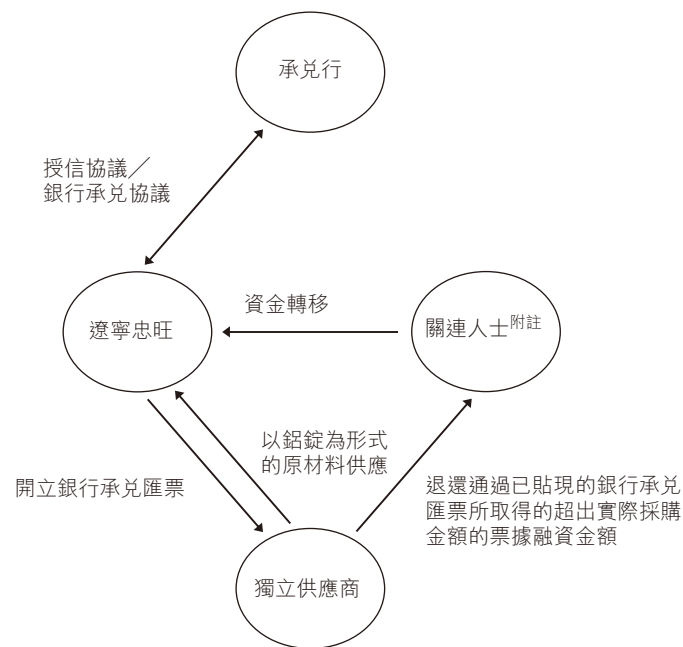 承兌行
授信協議／
銀行承兌協議
遼寧忠旺
資金轉移
關連人士附註
以鋁錠為形式
的原材料供應
開立銀行承兌匯票
退還通過已貼現的銀行承兌
匯票所取得的超出實際採購
金額的票據融資金額
獨立供應商